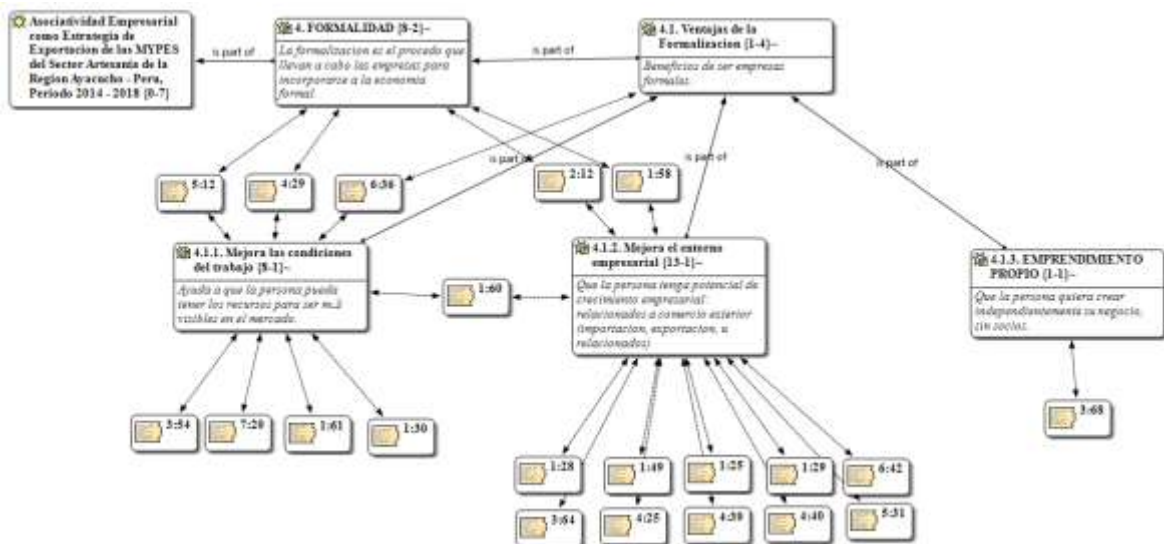 Asociatividad Empresarial
como Estrategia de
Exportacion de las MYPES
del Sector Artesania de la
Region Ayacucho - Peru,
Periodo 2014 - 2018 {0-7}
is part of
4. FORMALIDAD {8-2}~
La formalizacion es el proceso que
llevan a cabo las empresas para
incorporarse a la economia
formal.
is part of
4.1. Ventajas de la
Formalizacion {1-4}~
Beneficios de ser empresas
formales.
is part
is part of
is part of
5:12
4:29
6:36
2:12
1:58
4.1.1. Mejora las condiciones
del trabajo {8-1}~
Ayuda a que la persona pueda
tener los recursos para ser más
visibles en el mercado.
1:60
4.1.2. Mejora el entorno
empresarial {13-1}~
Que la persona tenga potencial de
crecimiento empresarial
relacionados a comercio exterior
(importacion, exportacion, u
relacionados)
4.1.3. EMPRENDIMIENTO
PROPIO {1-1}~
Que la persona quiera crear
independientemente su negocio,
sin socios.
3:54
7:20
1:61
1:30
3:68
1:28
1:49
1:25
1:29
6:42
3:64
4:25
4:30
4:40
5:31